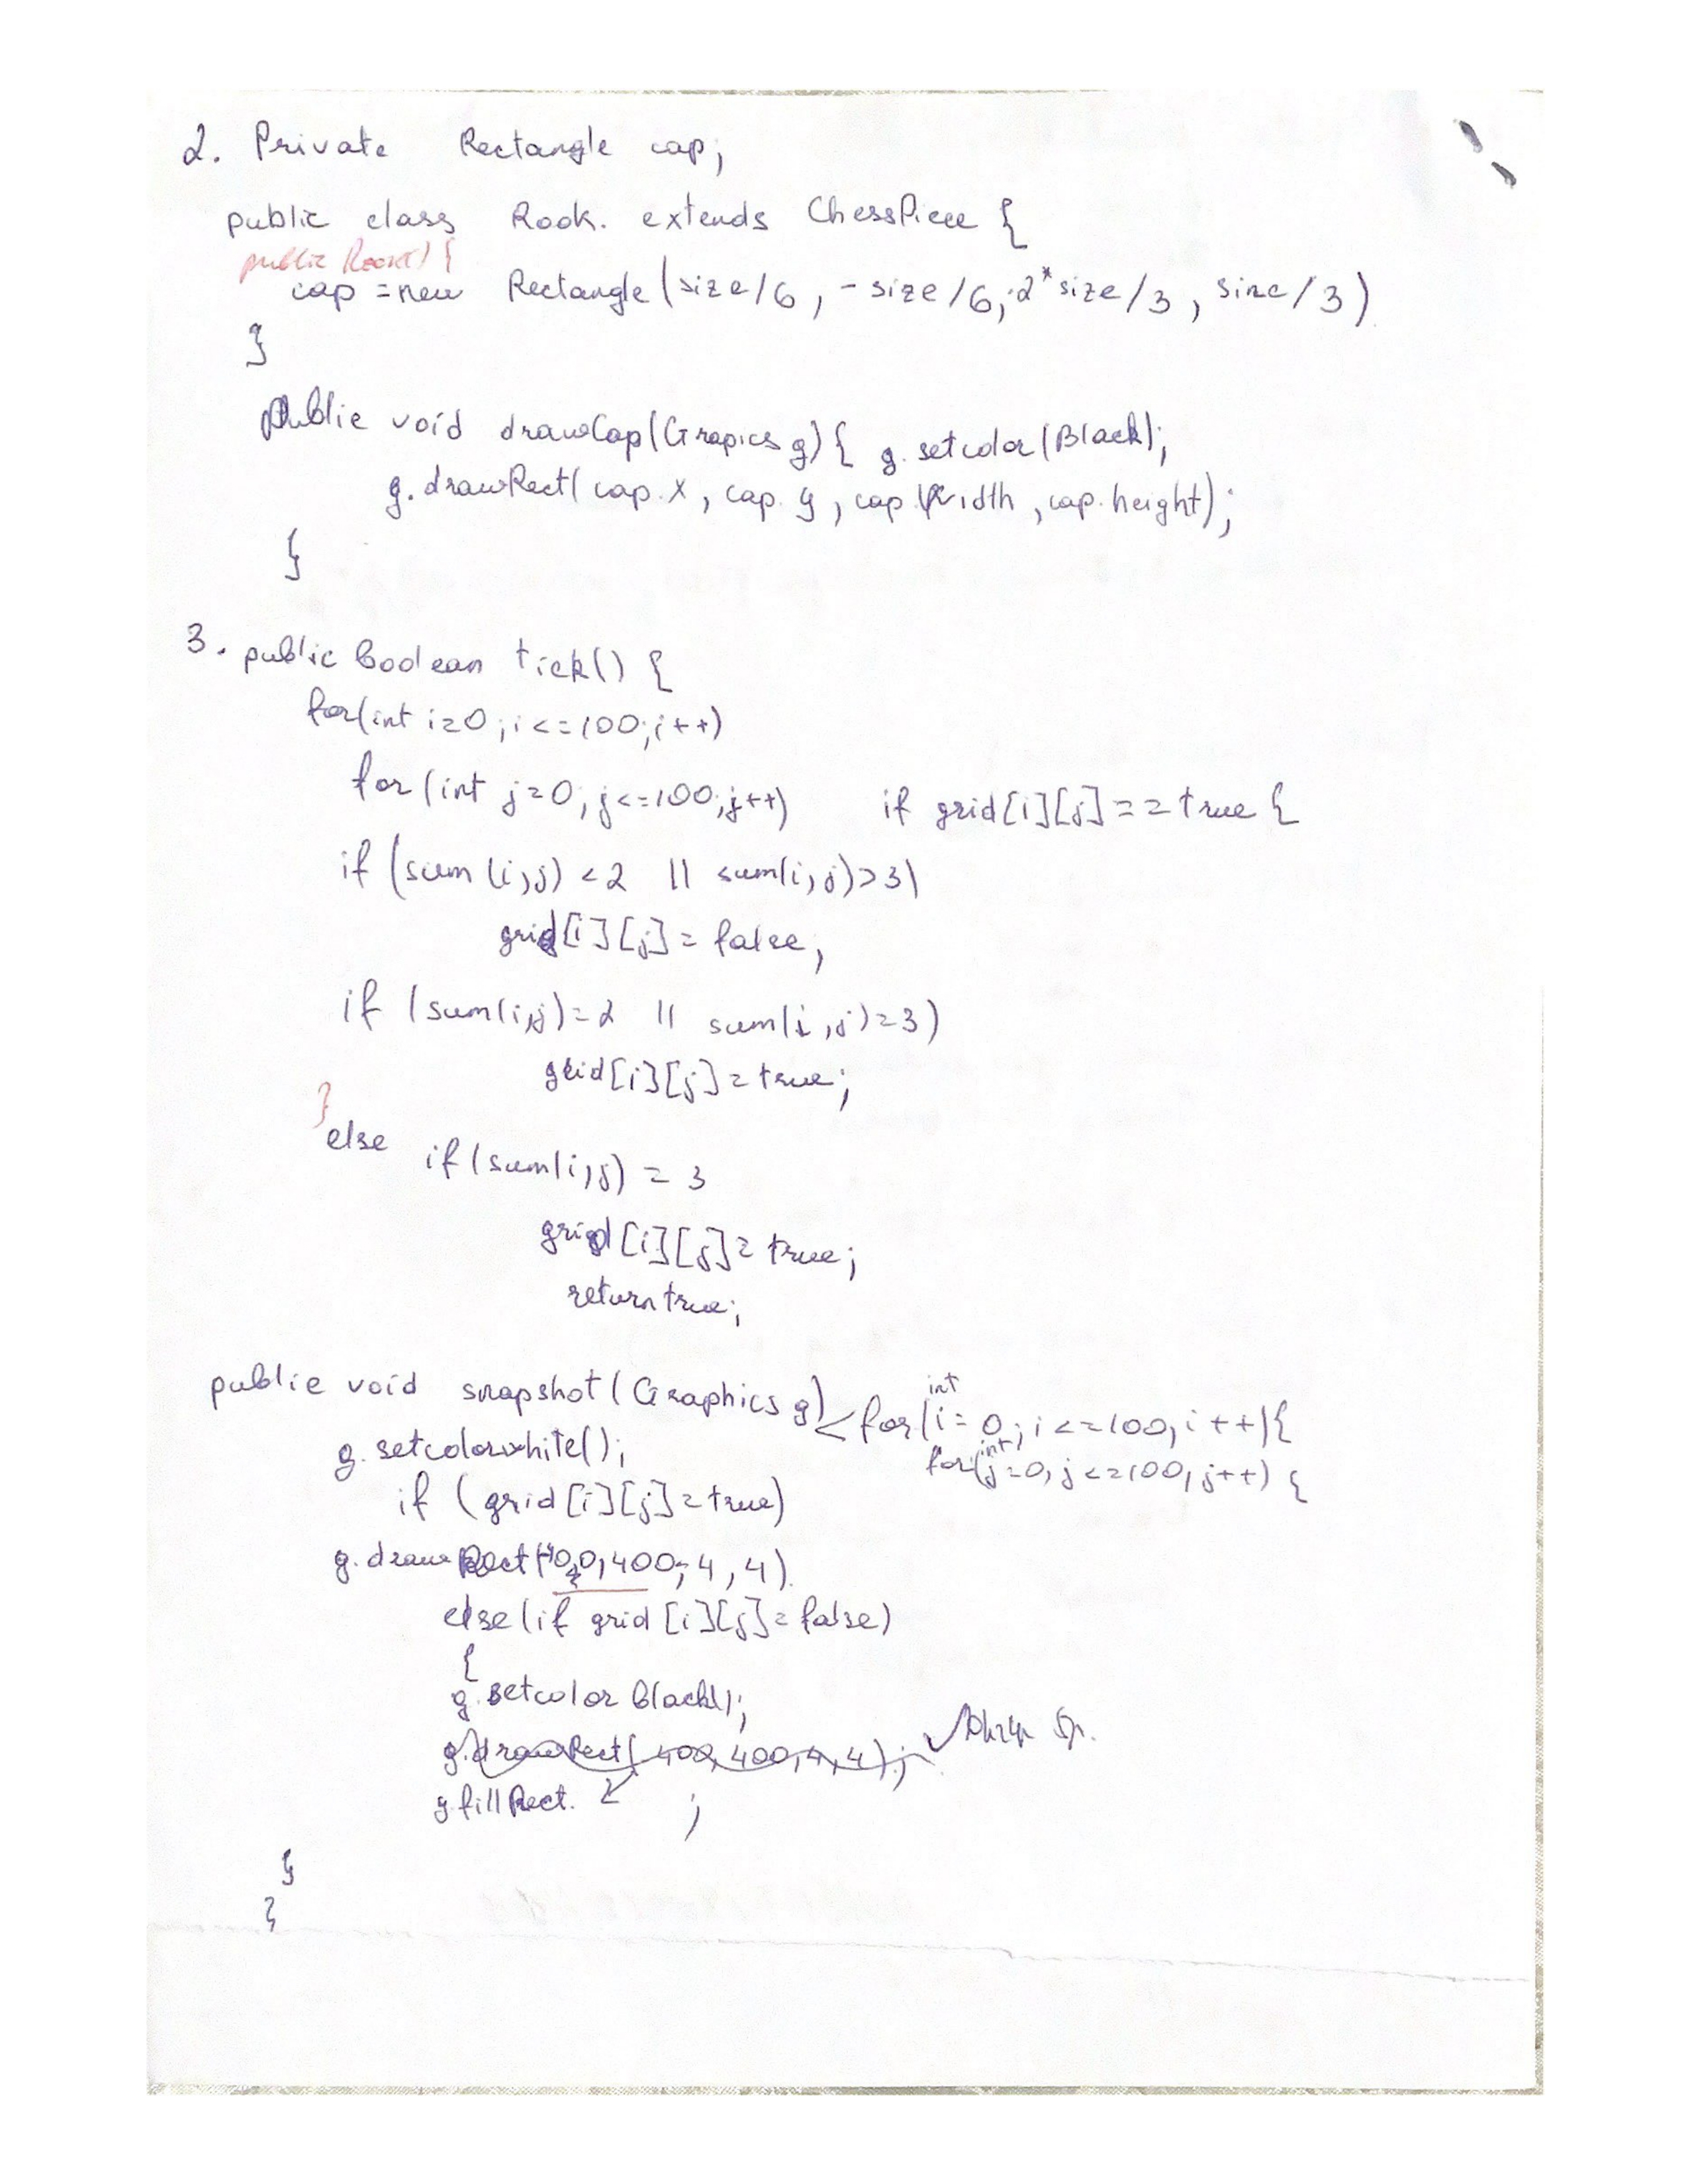 2. Private Rectangle cap;
public class Rook. extends ChessPiece {
public Rook() {
cap = new Rectangle (size/6, - size/6, 2*size/3, size/3)
}
Public void drawCap(Grapics g) { g. setcolor (Black);
g. drawRect( cap. x, cap. y, cap. Width, cap. height);
}
3. public Boolean tick() {
for(int i=0; i<=100; i++)
for (int j=0; j<=100; j++) if grid[i][j]==true {
if (sum (i,j) <2 || sum(i,j)>3)
grid[i][j] = false,
if (sum(i,j)=2 || sum(i,j)=3)
grid[i][j]=true;
} else if (sum(i,j) = 3
grid [i][j]= true;
return true;
public void snapshot (Graphics g) < for (int i= 0; i<=100, i++){
g. setcolorwhite(); for(int j=0, j<=100, j++) {
if (grid[i][j]=true)
g. drawRect(400,400, 4, 4)
else (if grid [i][j]= false)
{
g. setcolor black();
g.drawRect( 400, 400, 4, 4);
g fillRect. ;
}
}